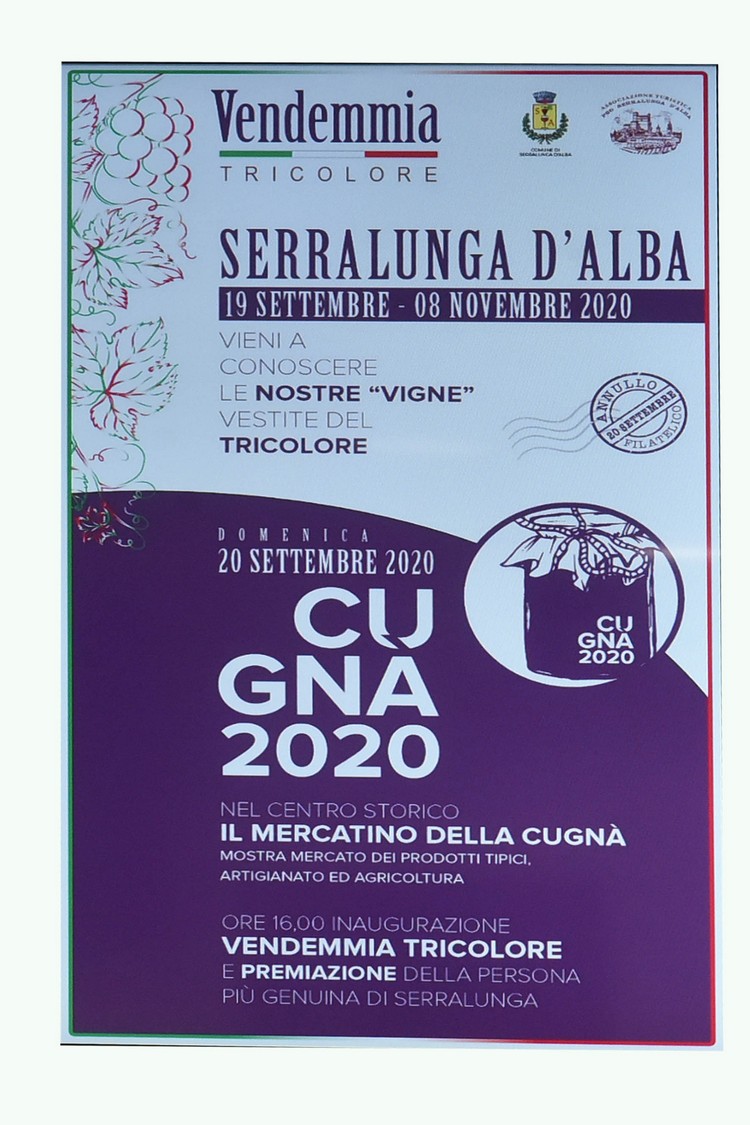 Vendemmia
TRICOLORE
COMUNE DI
SERRALUNGA D'ALBA
ASSOCIAZIONE TURISTICA
PRO SERRALUNGA D'ALBA
SERRALUNGA D'ALBA
19 SETTEMBRE - 08 NOVEMBRE 2020
VIENI A
CONOSCERE
LE NOSTRE “VIGNE”
VESTITE DEL
TRICOLORE
ANNULLO
20 SETTEMBRE
FILATELICO
DOMENICA
20 SETTEMBRE 2020
CU
GNÀ
2020
CU
GNÀ
2020
NEL CENTRO STORICO
IL MERCATINO DELLA CUGNÀ
MOSTRA MERCATO DEI PRODOTTI TIPICI,
ARTIGIANATO ED AGRICOLTURA
ORE 16,00 INAUGURAZIONE
VENDEMMIA TRICOLORE
E PREMIAZIONE DELLA PERSONA
PIÙ GENUINA DI SERRALUNGA